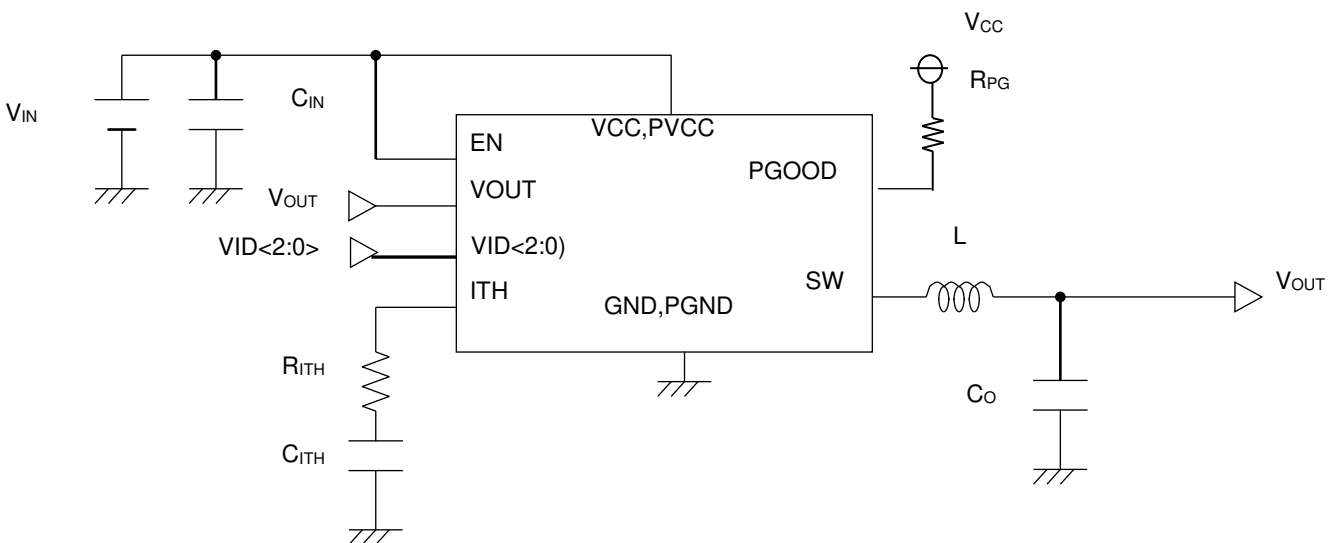 VCC
RPG
VIN
CIN
VCC,PVCC
EN
PGOOD
VOUT
VOUT
VID<2:0>
VID<2:0)
L
ITH
SW
VOUT
GND,PGND
RITH
CO
CITH